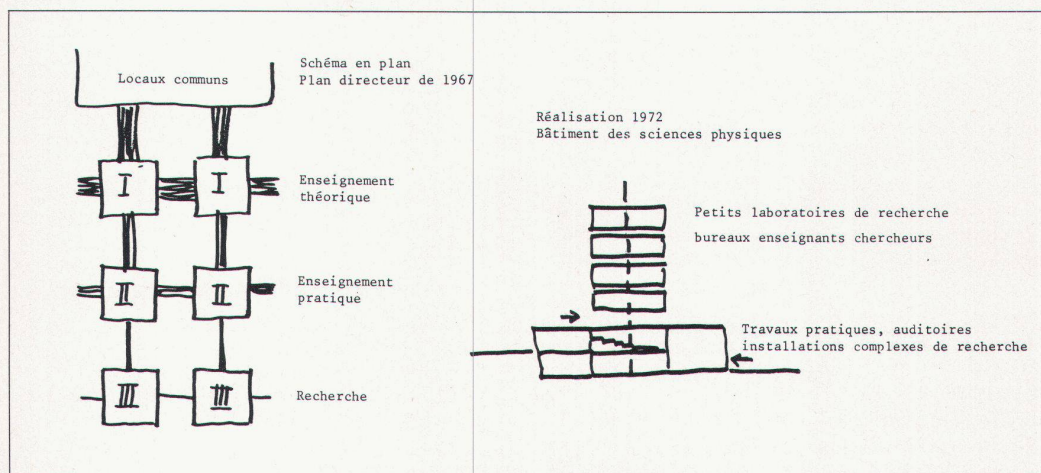 Schéma en plan
Plan directeur de 1967
Locaux communs
I I
Enseignement
théorique
II II
Enseignement
pratique
III III
Recherche
Réalisation 1972
Bâtiment des sciences physiques
Petits laboratoires de recherche
bureaux enseignants chercheurs
Travaux pratiques, auditoires
installations complexes de recherche